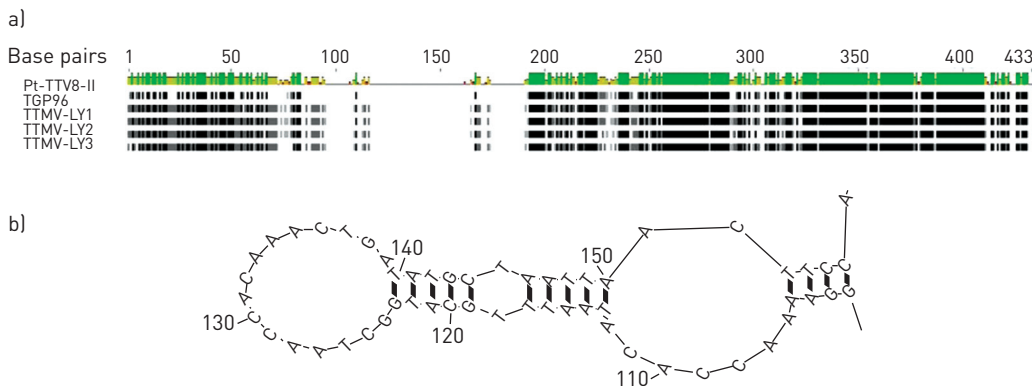 a)
Base pairs 1 50 100 150 200 250 300 350 400 433
Pt-TTV8-II
TGP96
TTMV-LY1
TTMV-LY2
TTMV-LY3
b)
A C A A A C T G A T A T G C T A A T T A A C T T C C A
140 150
130 120 110
C C A A T C G G T A C G T T T A A T A C A C C A A A A G G